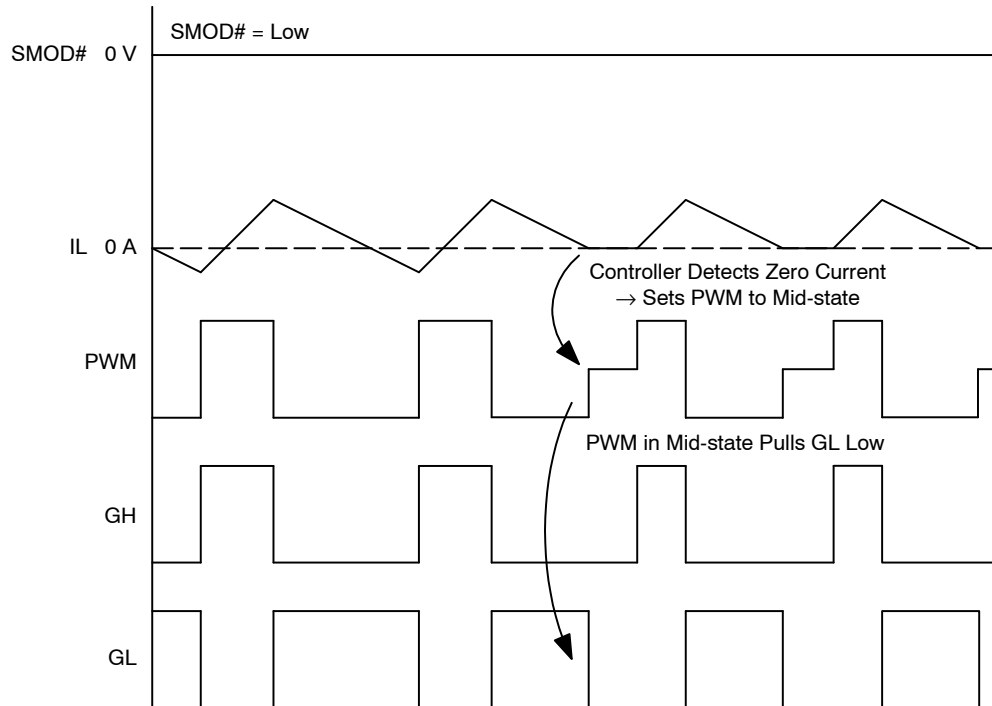 SMOD# = Low
SMOD# 0 V
IL 0 A
Controller Detects Zero Current
→ Sets PWM to Mid-state
PWM
PWM in Mid-state Pulls GL Low
GH
GL